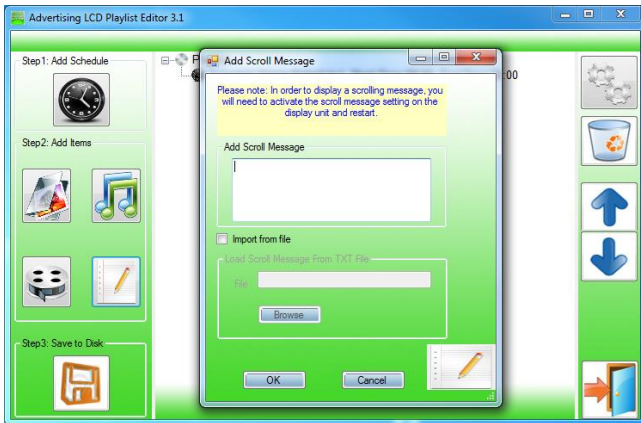 Advertising LCD Playlist Editor 3.1
Step1: Add Schedule
P
:00
Step2: Add Items
Step3: Save to Disk
Add Scroll Message
Please note: In order to display a scrolling message, you
will need to activate the scroll message setting on the
display unit and restart.
Add Scroll Message
Import from file
Load Scroll Message From TXT File
File
Browse
OK
Cancel